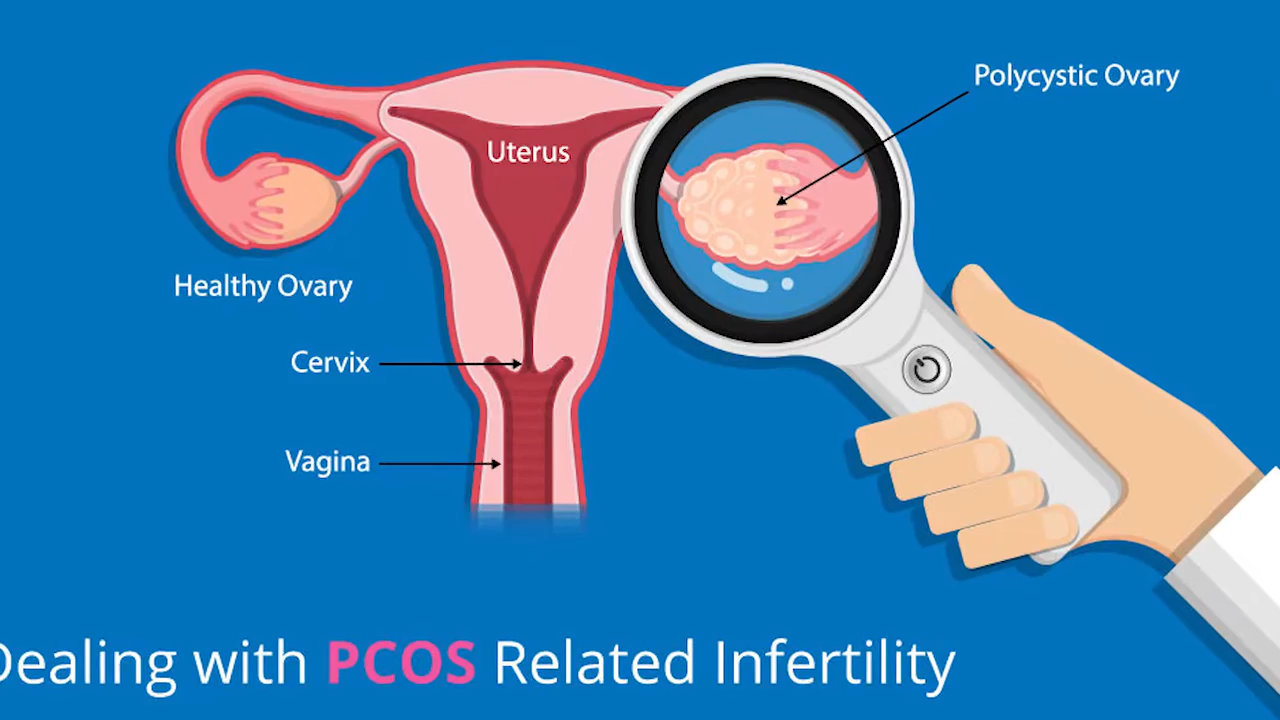 Polycystic Ovary
Uterus
Healthy Ovary
Cervix
Vagina
Dealing with PCOS Related Infertility